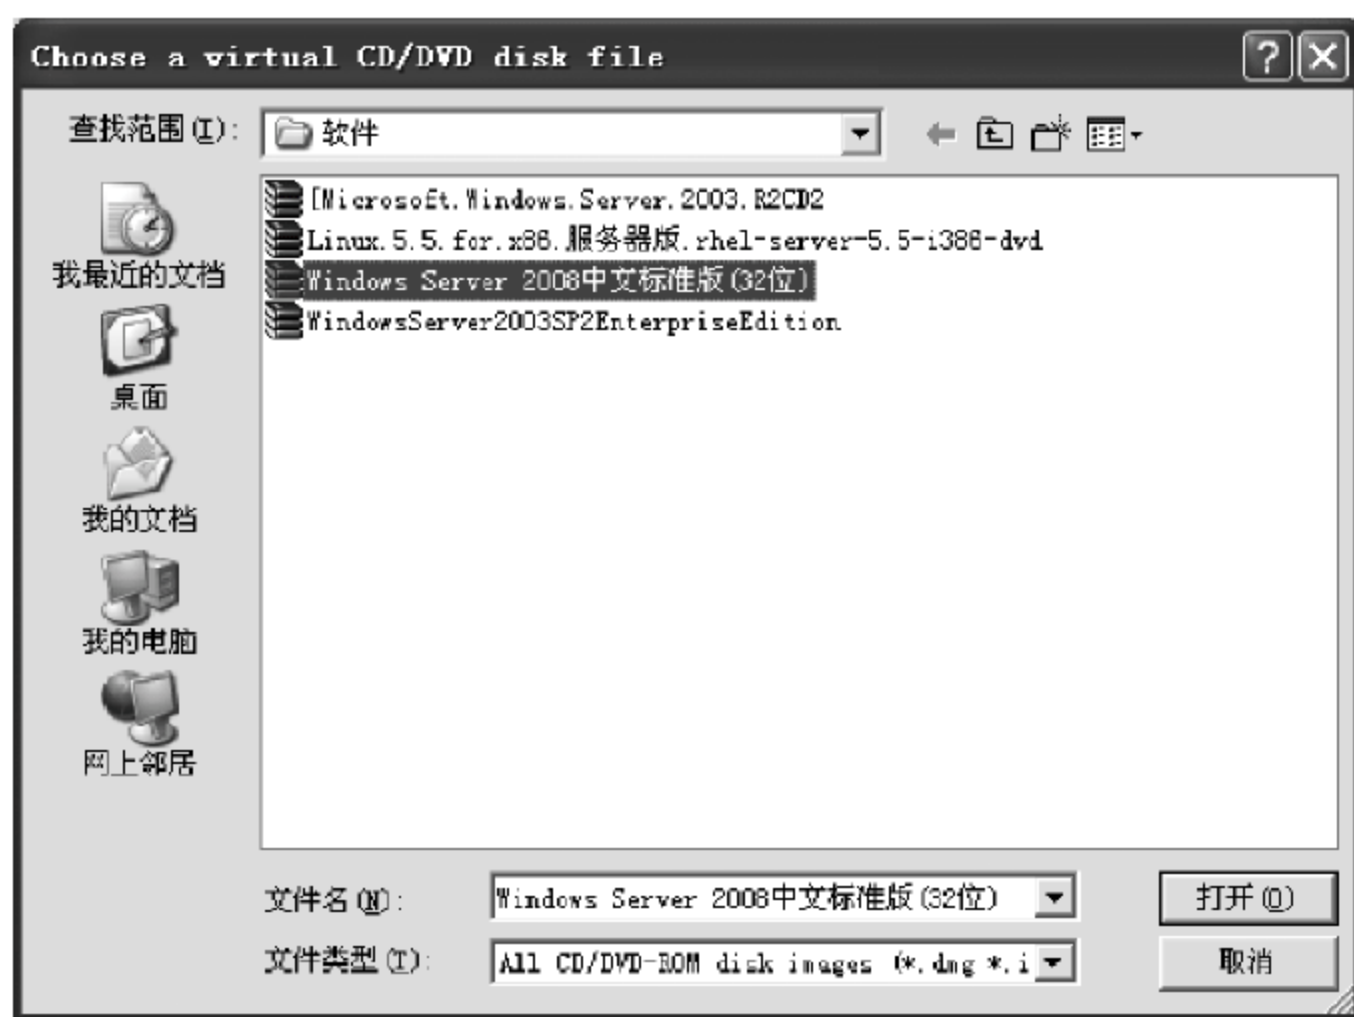 Choose a virtual CD/DVD disk file
查找范围(I):
软件
[Microsoft.Windows.Server.2003.R2CD2
Linux.5.5.for.x86.服务器版.rhel-server-5.5-i386-dvd
Windows Server 2008中文标准版(32位)
WindowsServer2003SP2EnterpriseEdition
我最近的文档
桌面
我的文档
我的电脑
网上邻居
文件名(N):
Windows Server 2008中文标准版(32位)
打开(O)
文件类型(T):
All CD/DVD-ROM disk images (*.dmg *.i
取消